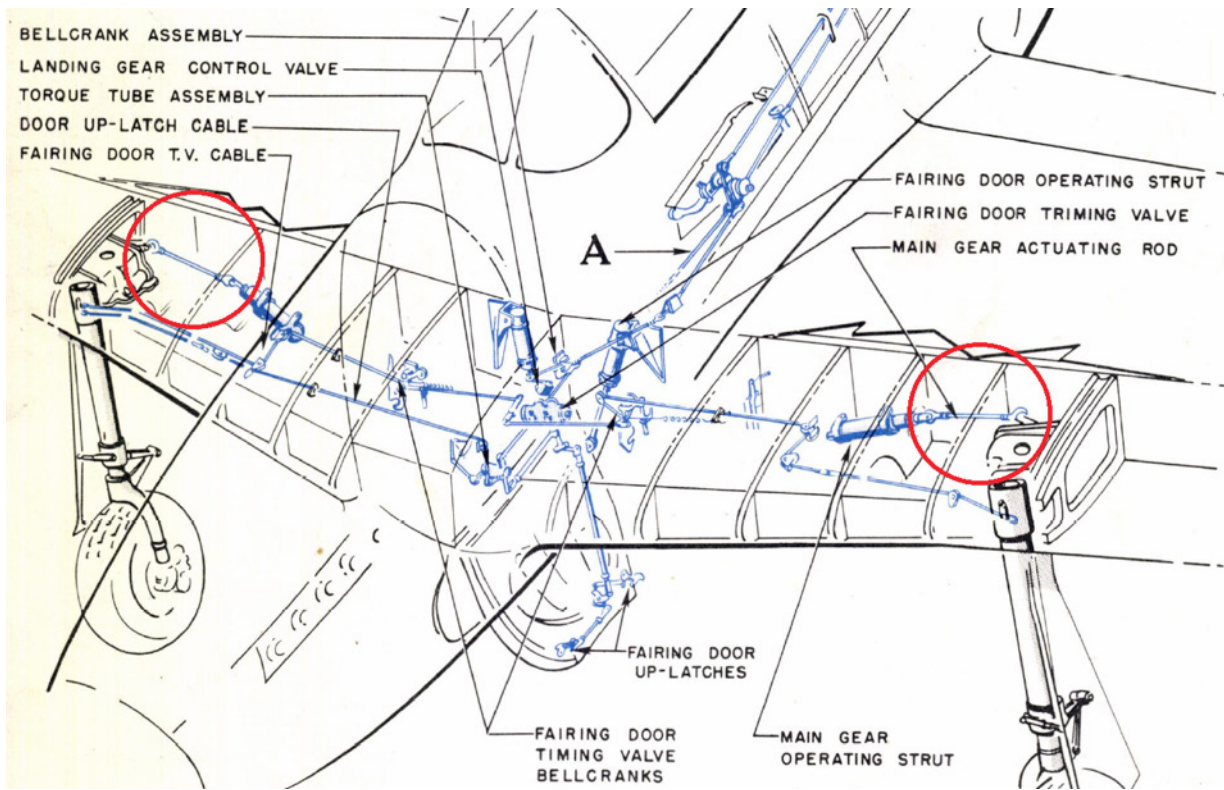 BELLCRANK ASSEMBLY
LANDING GEAR CONTROL VALVE
TORQUE TUBE ASSEMBLY
DOOR UP-LATCH CABLE
FAIRING DOOR T.V. CABLE
FAIRING DOOR OPERATING STRUT
FAIRING DOOR TRIMING VALVE
MAIN GEAR ACTUATING ROD
A
FAIRING DOOR
UP-LATCHES
FAIRING DOOR
TIMING VALVE
BELLCRANKS
MAIN GEAR
OPERATING STRUT